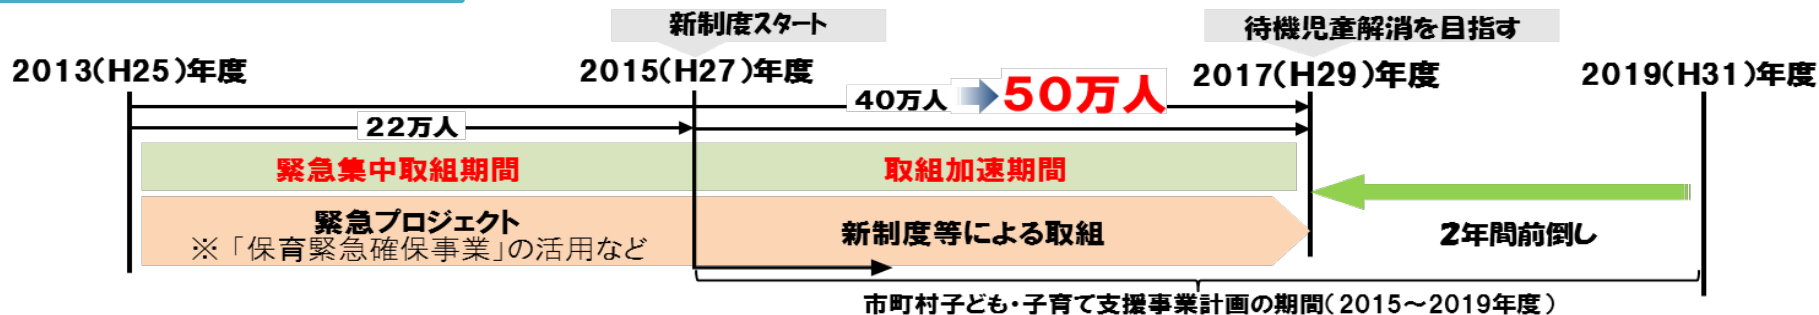 新制度スタート
待機児童解消を目指す
2013(H25)年度
2015(H27)年度
2017(H29)年度
2019(H31)年度
40万人
50万人
22万人
緊急集中取組期間
取組加速期間
緊急プロジェクト
※「保育緊急確保事業」の活用など
新制度等による取組
2年間前倒し
市町村子ども・子育て支援事業計画の期間(2015～2019年度)